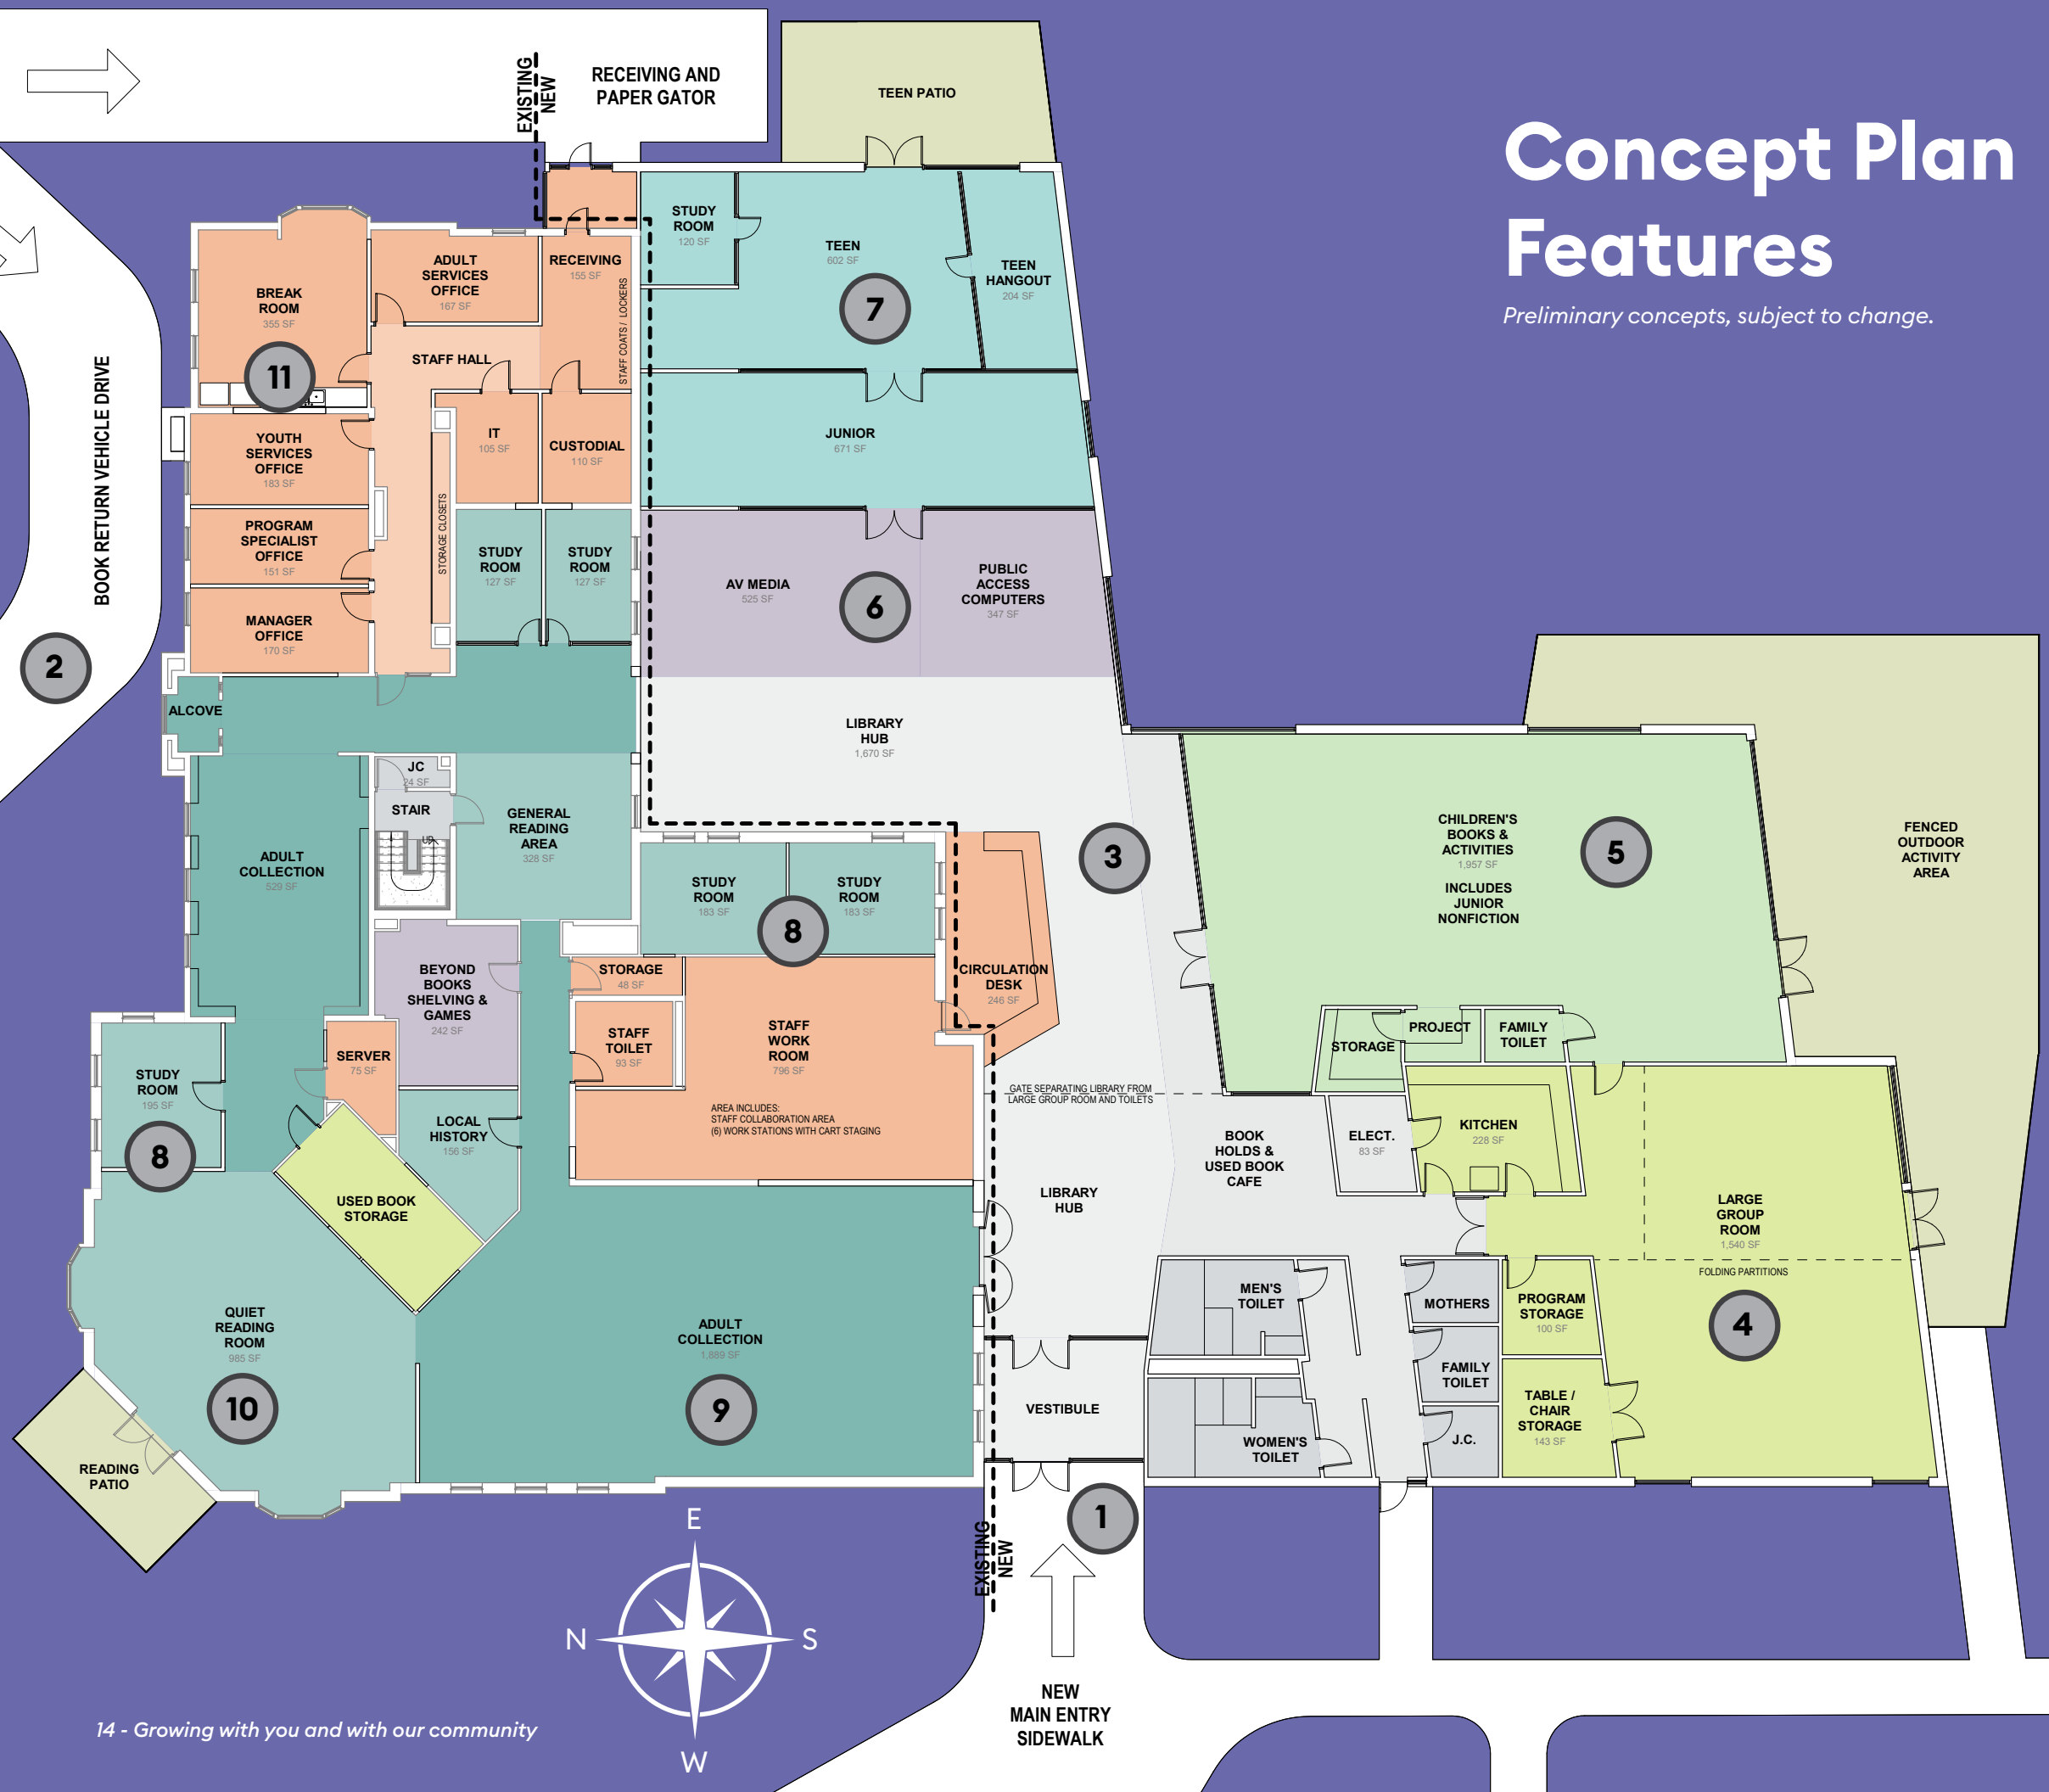 Concept Plan
Features
Preliminary concepts, subject to change.
EXISTING
NEW
RECEIVING AND
PAPER GATOR
TEEN PATIO
BOOK RETURN VEHICLE DRIVE
2
BREAK
ROOM
355 SF
11
ADULT
SERVICES
OFFICE
167 SF
RECEIVING
155 SF
STAFF COATS / LOCKERS
STAFF HALL
STUDY
ROOM
120 SF
TEEN
602 SF
7
TEEN
HANGOUT
204 SF
YOUTH
SERVICES
OFFICE
183 SF
IT
105 SF
CUSTODIAL
110 SF
JUNIOR
671 SF
PROGRAM
SPECIALIST
OFFICE
151 SF
STORAGE CLOSETS
STUDY
ROOM
127 SF
STUDY
ROOM
127 SF
AV MEDIA
525 SF
6
PUBLIC
ACCESS
COMPUTERS
347 SF
MANAGER
OFFICE
170 SF
ALCOVE
LIBRARY
HUB
1,670 SF
JC
24 SF
STAIR
UP
GENERAL
READING
AREA
328 SF
ADULT
COLLECTION
529 SF
STUDY
ROOM
183 SF
STUDY
ROOM
183 SF
8
3
CHILDREN'S
BOOKS &
ACTIVITIES
1,957 SF
INCLUDES
JUNIOR
NONFICTION
5
FENCED
OUTDOOR
ACTIVITY
AREA
BEYOND
BOOKS
SHELVING &
GAMES
242 SF
STORAGE
48 SF
CIRCULATION
DESK
246 SF
STAFF
TOILET
93 SF
STAFF
WORK
ROOM
796 SF
AREA INCLUDES:
STAFF COLLABORATION AREA
(6) WORK STATIONS WITH CART STAGING
SERVER
75 SF
STUDY
ROOM
195 SF
8
LOCAL
HISTORY
156 SF
STORAGE
PROJECT
FAMILY
TOILET
GATE SEPARATING LIBRARY FROM
LARGE GROUP ROOM AND TOILETS
BOOK
HOLDS &
USED BOOK
CAFE
ELECT.
83 SF
KITCHEN
228 SF
LIBRARY
HUB
LARGE
GROUP
ROOM
1,540 SF
FOLDING PARTITIONS
4
USED BOOK
STORAGE
QUIET
READING
ROOM
985 SF
10
ADULT
COLLECTION
1,889 SF
9
MEN'S
TOILET
MOTHERS
PROGRAM
STORAGE
100 SF
FAMILY
TOILET
VESTIBULE
WOMEN'S
TOILET
J.C.
TABLE /
CHAIR
STORAGE
143 SF
READING
PATIO
1
EXISTING
NEW
E
N
S
W
NEW
MAIN ENTRY
SIDEWALK
14 - Growing with you and with our community